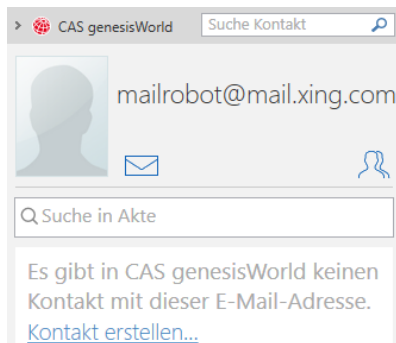 > CAS genesisWorld Suche Kontakt
mailrobot@mail.xing.com
Suche in Akte
Es gibt in CAS genesisWorld keinen
Kontakt mit dieser E-Mail-Adresse.
Kontakt erstellen...